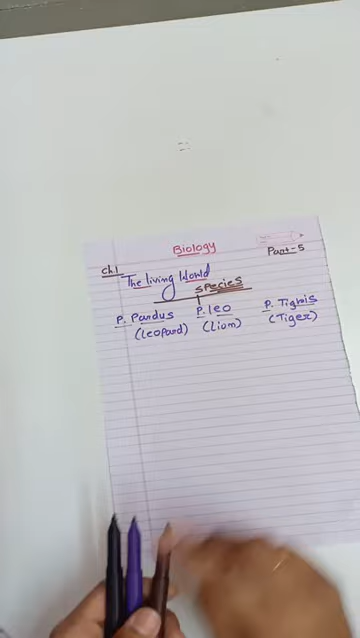 Biology
Part-5
Ch.1
The living World
Species
P. Pardus P. leo P. Tigris
(Leopard) (Lion) (Tiger)